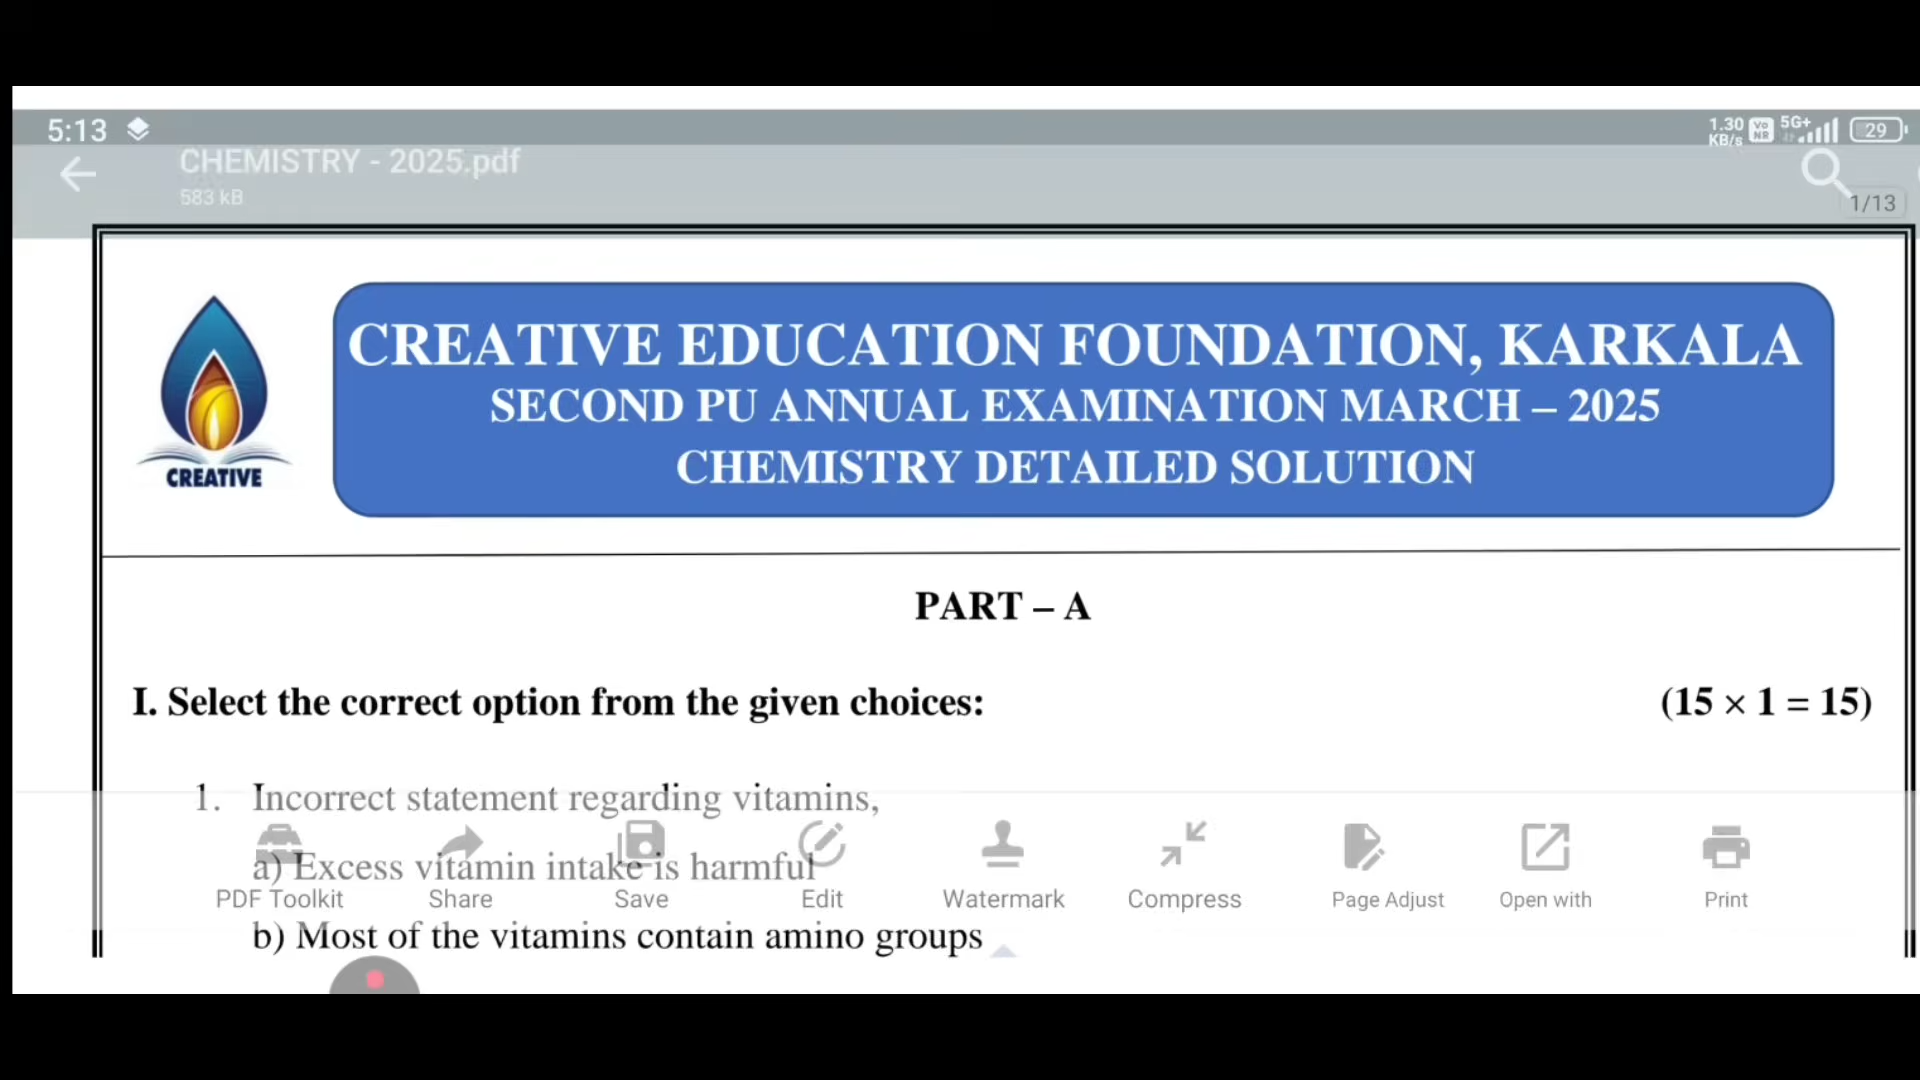 5:13
1.30 KB/s Vo NR 5G+ 29
CHEMISTRY - 2025.pdf
583 kB
1/13
CREATIVE
CREATIVE EDUCATION FOUNDATION, KARKALA
SECOND PU ANNUAL EXAMINATION MARCH – 2025
CHEMISTRY DETAILED SOLUTION
PART – A
I. Select the correct option from the given choices: (15 × 1 = 15)
1. Incorrect statement regarding vitamins,
a) Excess vitamin intake is harmful
PDF Toolkit Share Save Edit Watermark Compress Page Adjust Open with Print
b) Most of the vitamins contain amino groups